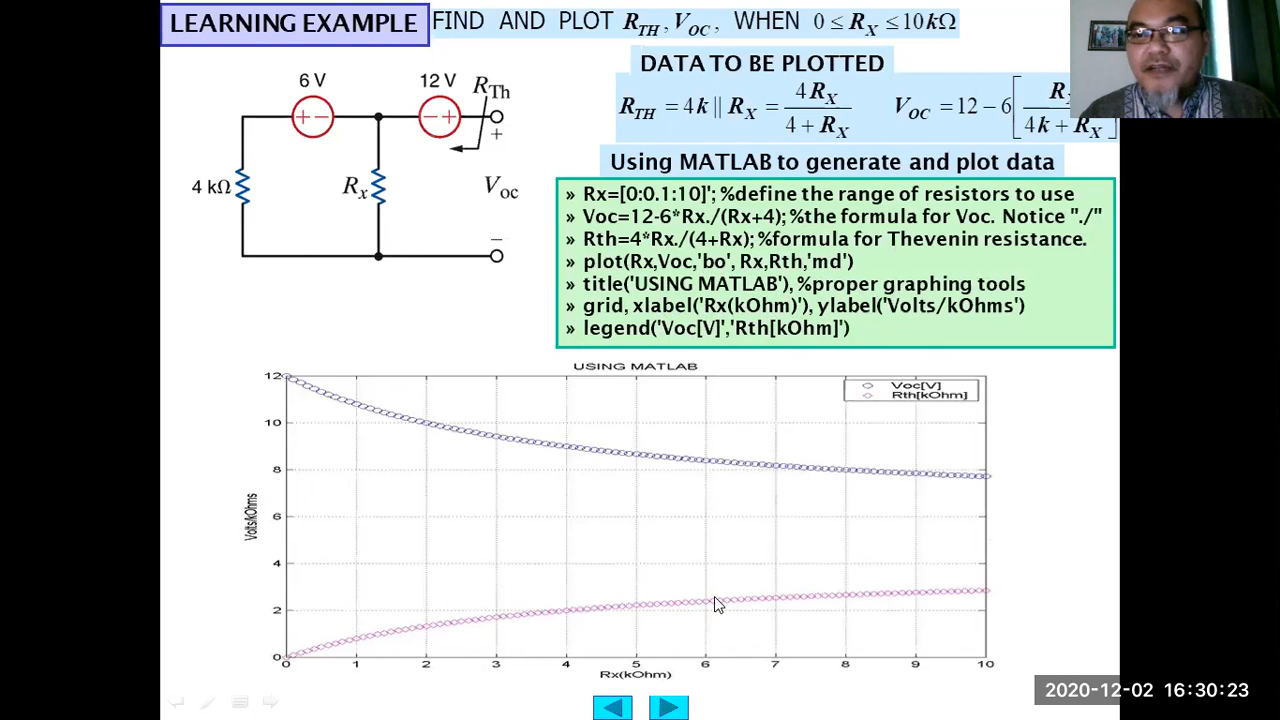 LEARNING EXAMPLE
FIND AND PLOT R_TH, V_OC, WHEN 0 ≤ R_X ≤ 10kΩ
DATA TO BE PLOTTED
R_TH = 4k || R_X = 4R_X / (4 + R_X)
V_OC = 12 − 6[ / 4k + R_X ]
6 V
12 V
R_Th
+ −
− +
+
4 kΩ
R_x
V_oc
−
Using MATLAB to generate and plot data
» Rx=[0:0.1:10]'; %define the range of resistors to use
» Voc=12-6*Rx./(Rx+4); %the formula for Voc. Notice "./"
» Rth=4*Rx./(4+Rx); %formula for Thevenin resistance.
» plot(Rx,Voc,'bo', Rx,Rth,'md')
» title('USING MATLAB'), %proper graphing tools
» grid, xlabel('Rx(kOhm)'), ylabel('Volts/kOhms')
» legend('Voc[V]','Rth[kOhm]')
USING MATLAB
Voc[V]
Rth[kOhm]
12
10
8
6
4
2
0
Volts/kOhms
0 1 2 3 4 5 6 7 8 9 10
Rx(kOhm)
2020-12-02 16:30:23